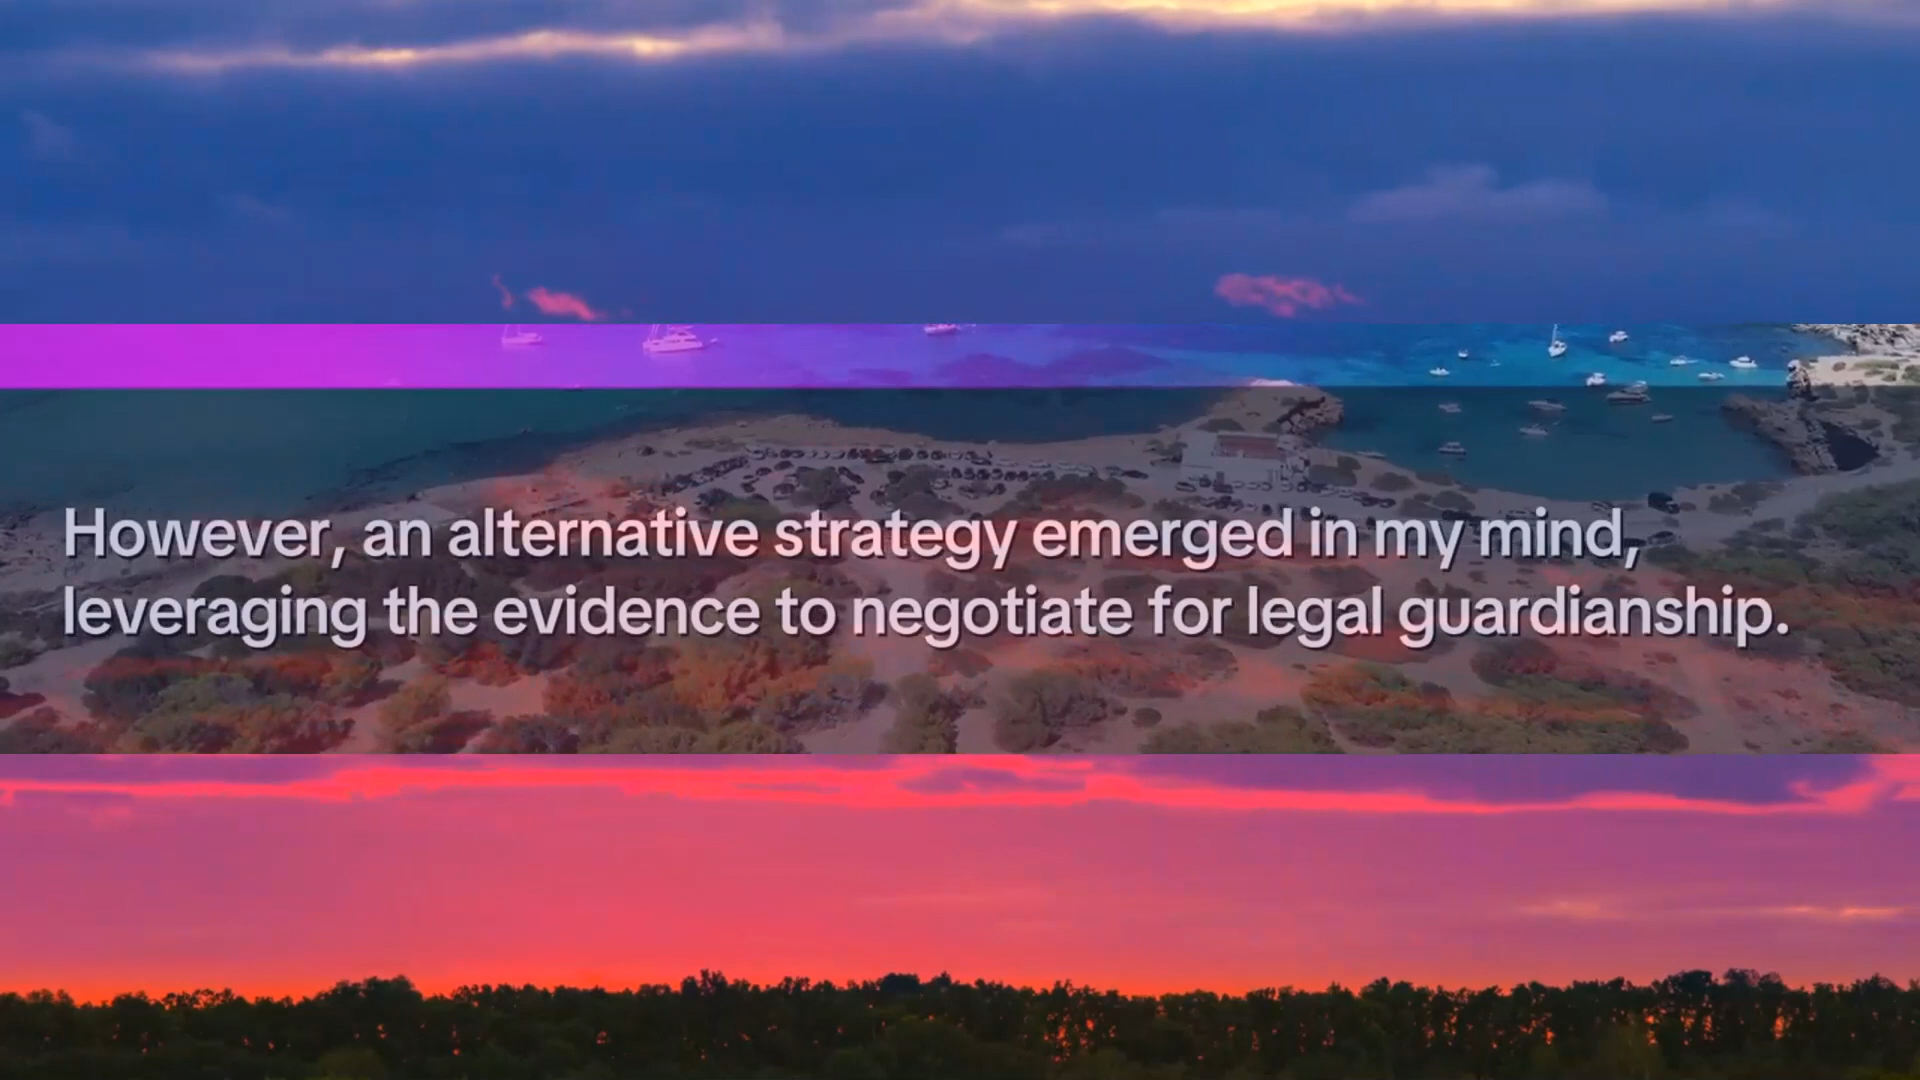 However, an alternative strategy emerged in my mind,
leveraging the evidence to negotiate for legal guardianship.